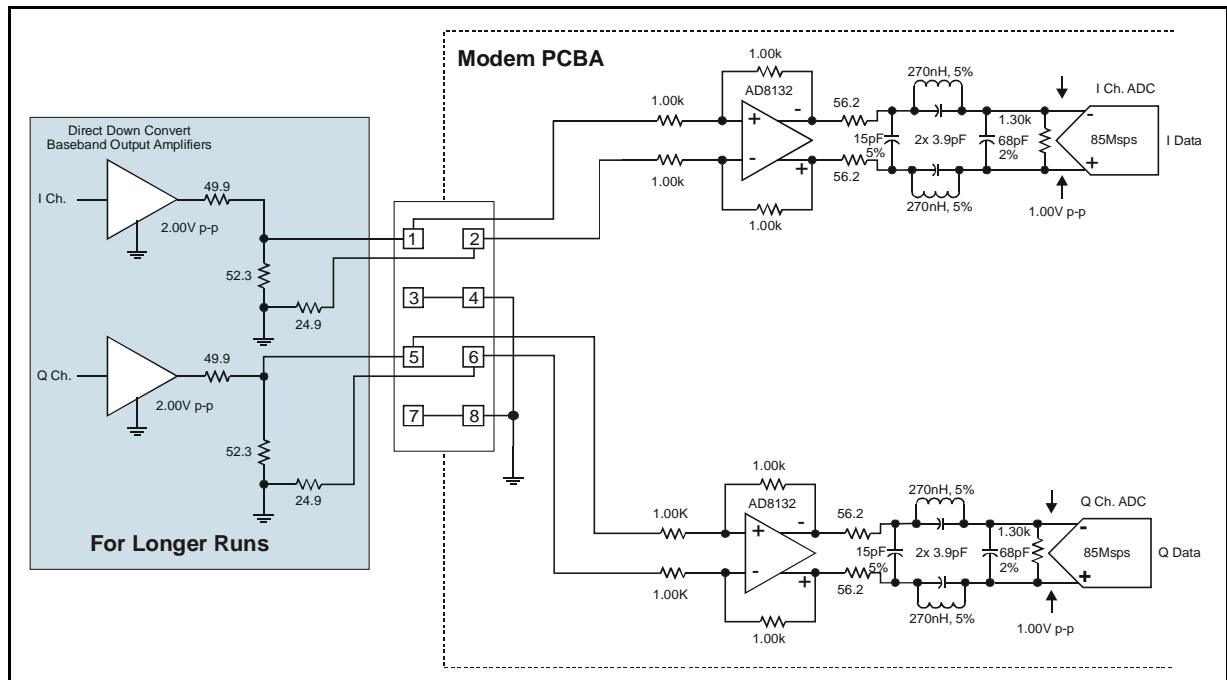 Modem PCBA
1.00k
AD8132
270nH, 5%
I Ch. ADC
1.00k
56.2
1.30k
+
-
-
15pF
5%
2x 3.9pF
68pF
2%
-
85Msps
I Data
-
+
+
1.00k
56.2
270nH, 5%
1.00V p-p
1.00k
Direct Down Convert
Baseband Output Amplifiers
I Ch.
49.9
2.00V p-p
52.3
24.9
Q Ch.
49.9
2.00V p-p
52.3
24.9
For Longer Runs
1
2
3
4
5
6
7
8
1.00k
AD8132
270nH, 5%
Q Ch. ADC
1.00K
56.2
1.30k
+
-
-
15pF
5%
2x 3.9pF
68pF
2%
-
85Msps
Q Data
-
+
+
1.00K
56.2
270nH, 5%
1.00V p-p
1.00k